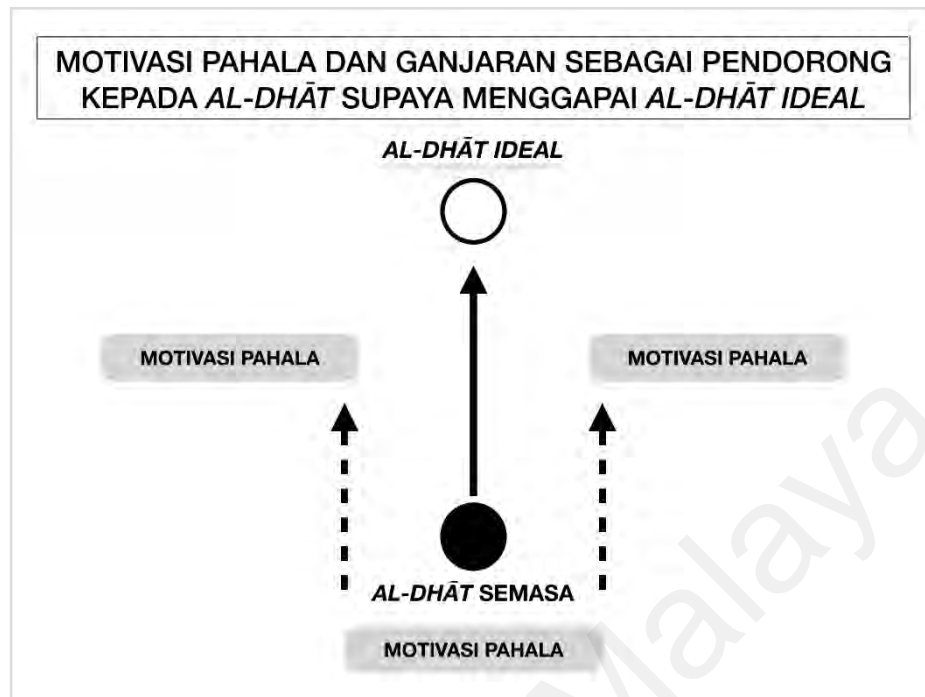 MOTIVASI PAHALA DAN GANJARAN SEBAGAI PENDORONG
KEPADA AL-DHĀT SUPAYA MENGGAPAI AL-DHĀT IDEAL
AL-DHĀT IDEAL
MOTIVASI PAHALA
MOTIVASI PAHALA
AL-DHĀT SEMASA
MOTIVASI PAHALA
Malaya